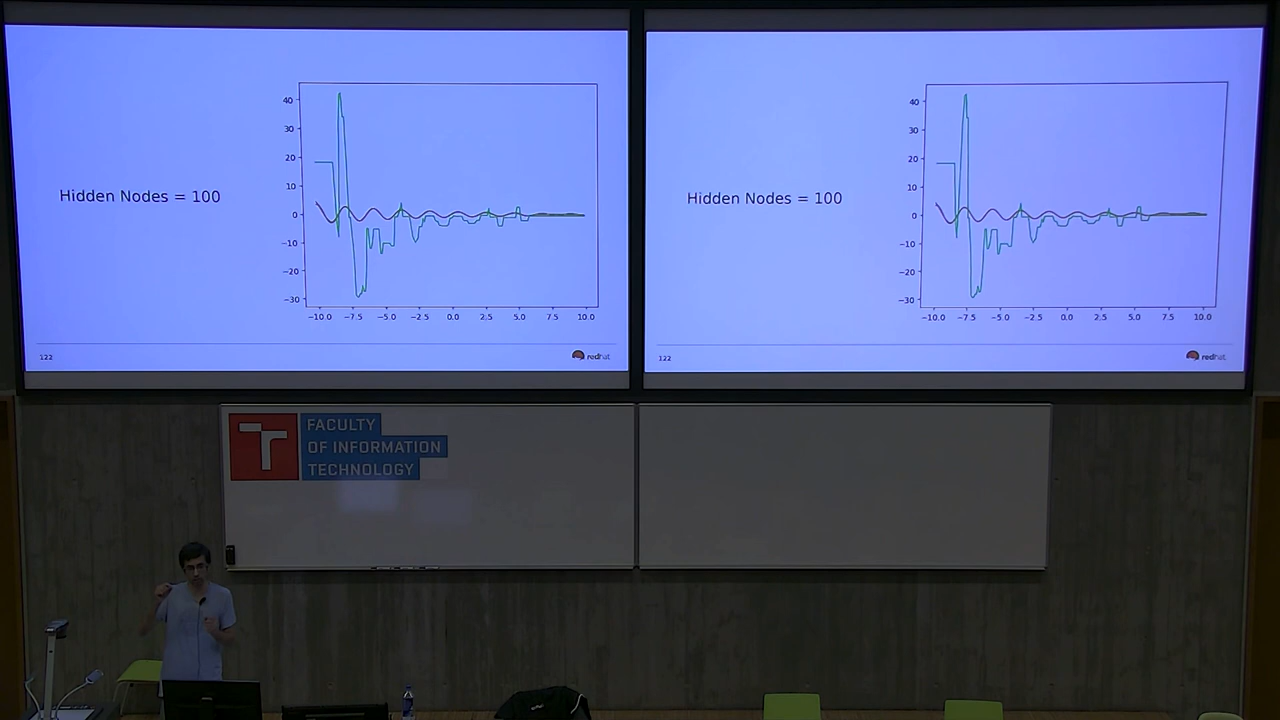 Hidden Nodes = 100
40
30
20
10
0
−10
−20
−30
−10.0 −7.5 −5.0 −2.5 0.0 2.5 5.0 7.5 10.0
122
redhat
Hidden Nodes = 100
40
30
20
10
0
−10
−20
−30
−10.0 −7.5 −5.0 −2.5 0.0 2.5 5.0 7.5 10.0
122
redhat
T
FACULTY
OF INFORMATION
TECHNOLOGY